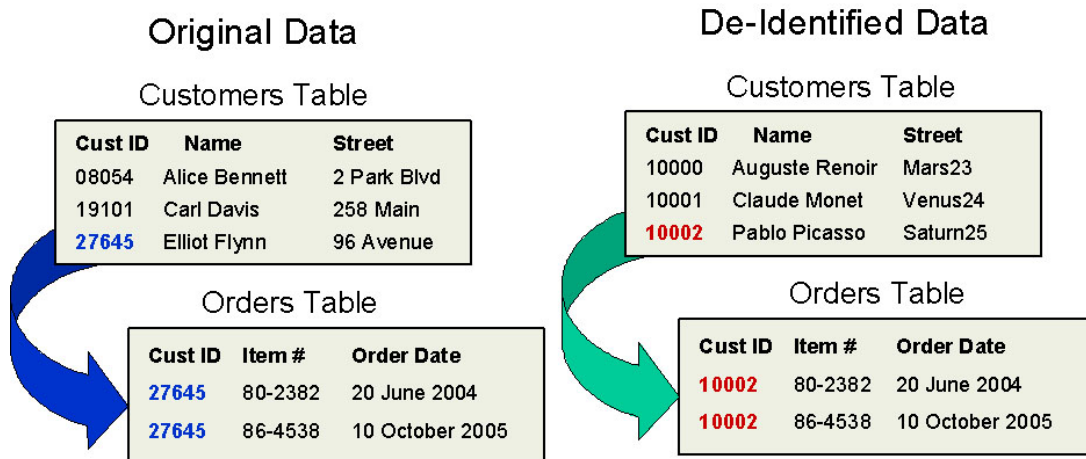 Original Data
Customers Table
Cust ID Name Street
08054 Alice Bennett 2 Park Blvd
19101 Carl Davis 258 Main
27645 Elliot Flynn 96 Avenue
Orders Table
Cust ID Item # Order Date
27645 80-2382 20 June 2004
27645 86-4538 10 October 2005
De-Identified Data
Customers Table
Cust ID Name Street
10000 Auguste Renoir Mars23
10001 Claude Monet Venus24
10002 Pablo Picasso Saturn25
Orders Table
Cust ID Item # Order Date
10002 80-2382 20 June 2004
10002 86-4538 10 October 2005